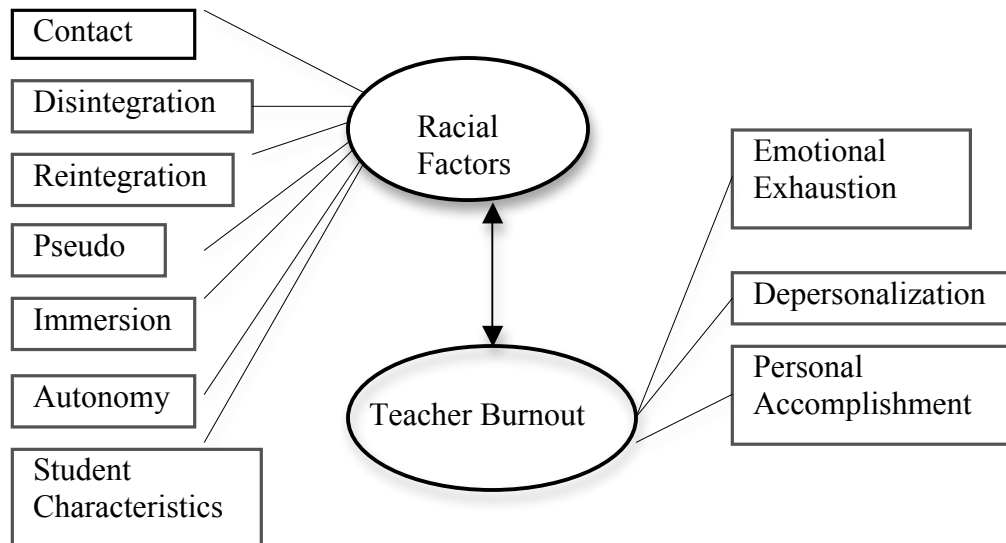 Contact
Disintegration
Reintegration
Pseudo
Immersion
Autonomy
Student
Characteristics
Racial
Factors
Teacher Burnout
Emotional
Exhaustion
Depersonalization
Personal
Accomplishment